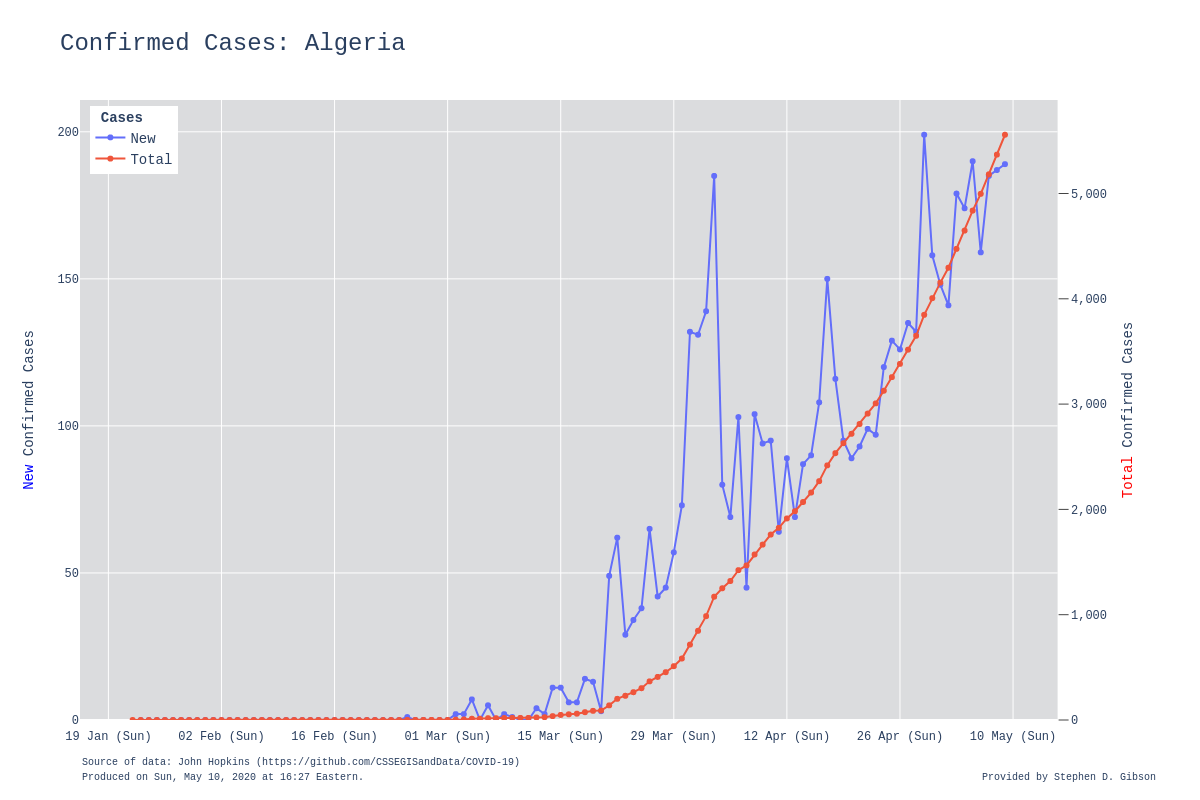 Confirmed Cases: Algeria
Cases
New
Total
200
150
100
50
0
5,000
4,000
3,000
2,000
1,000
0
New Confirmed Cases
Total Confirmed Cases
19 Jan (Sun) 02 Feb (Sun) 16 Feb (Sun) 01 Mar (Sun) 15 Mar (Sun) 29 Mar (Sun) 12 Apr (Sun) 26 Apr (Sun) 10 May (Sun)
Source of data: John Hopkins (https://github.com/CSSEGISandData/COVID-19)
Produced on Sun, May 10, 2020 at 16:27 Eastern.
Provided by Stephen D. Gibson